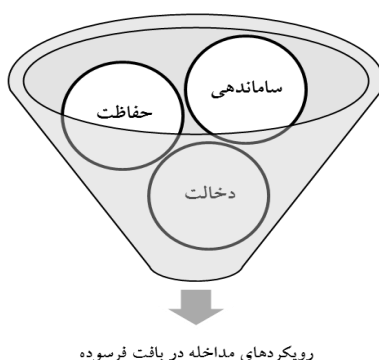 ساماندهی
حفاظت
دخالت
رویکردهای مداخله در بافت فرسوده